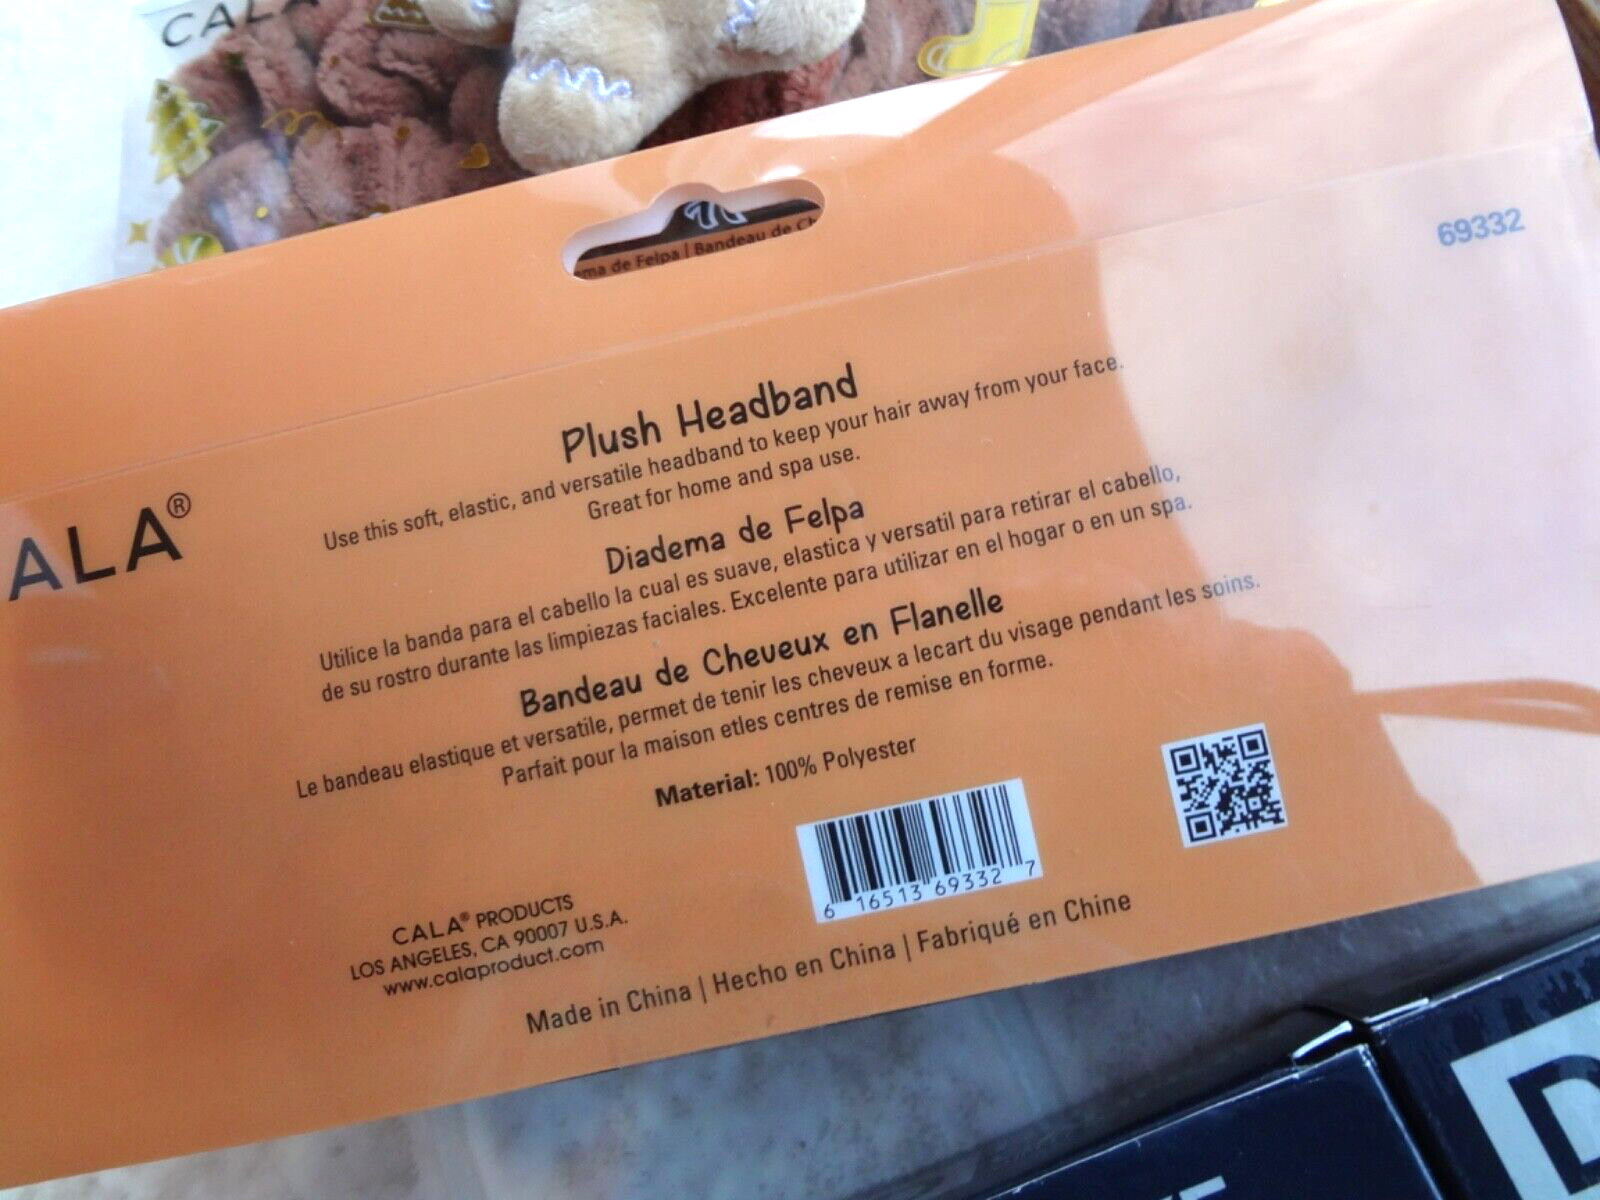 CALA
ema de Felpa | Bandeau de Ch
69332
ALA®
Plush Headband
Use this soft, elastic, and versatile headband to keep your hair away from your face.
Great for home and spa use.
Diadema de Felpa
Utilice la banda para el cabello la cual es suave, elastica y versatil para retirar el cabello,
de su rostro durante las limpiezas faciales. Excelente para utilizar en el hogar o en un spa.
Bandeau de Cheveux en Flanelle
Le bandeau elastique et versatile, permet de tenir les cheveux a lecart du visage pendant les soins.
Parfait pour la maison etles centres de remise en forme.
Material: 100% Polyester
6 16513 69332 7
CALA® PRODUCTS
LOS ANGELES, CA 90007 U.S.A.
www.calaproduct.com
Made in China | Hecho en China | Fabriqué en Chine
D